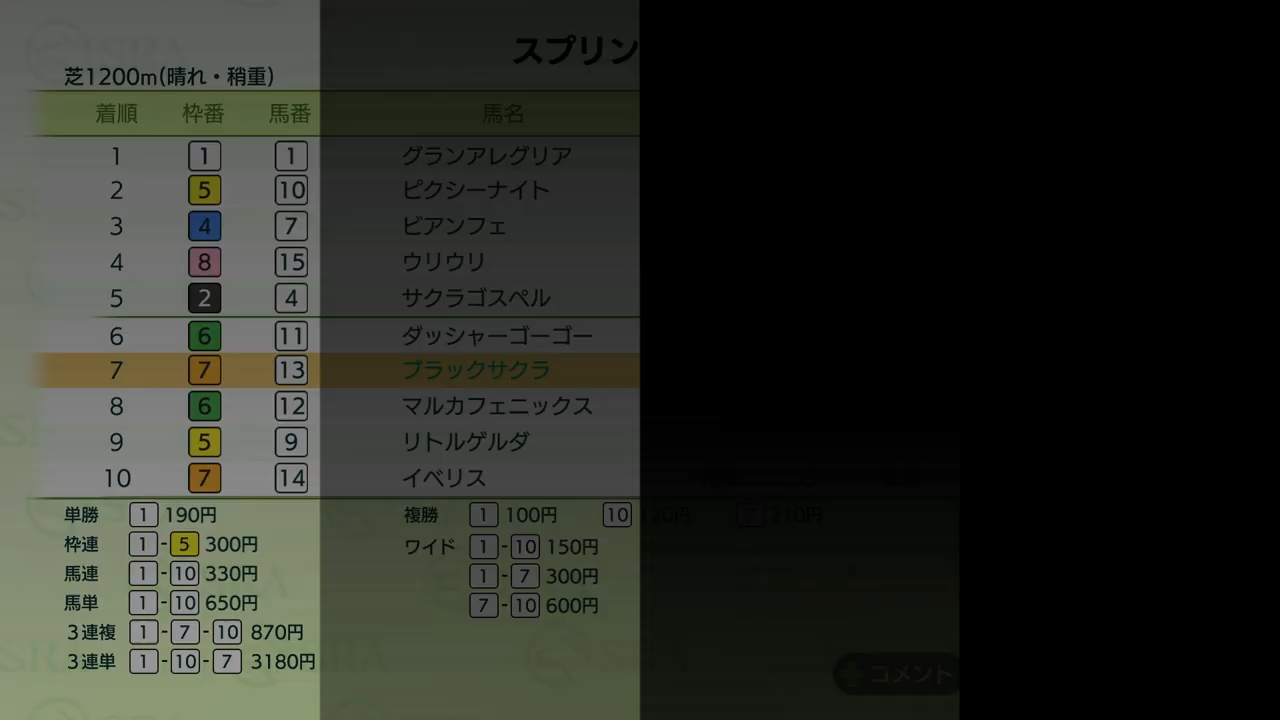 スプリン
芝1200m(晴れ・稍重)
着順 枠番 馬番 馬名
1 1 1 グランアレグリア
2 5 10 ピクシーナイト
3 4 7 ビアンフェ
4 8 15 ウリウリ
5 2 4 サクラゴスペル
6 6 11 ダッシャーゴーゴー
7 7 13 ブラックサクラ
8 6 12 マルカフェニックス
9 5 9 リトルゲルダ
10 7 14 イベリス
単勝 1 190円 複勝 1 100円 10 120円 7 210円
枠連 1-5 300円 ワイド 1-10 150円
馬連 1-10 330円 1-7 300円
馬単 1-10 650円 7-10 600円
3連複 1-7-10 870円
3連単 1-10-7 3180円
コメント